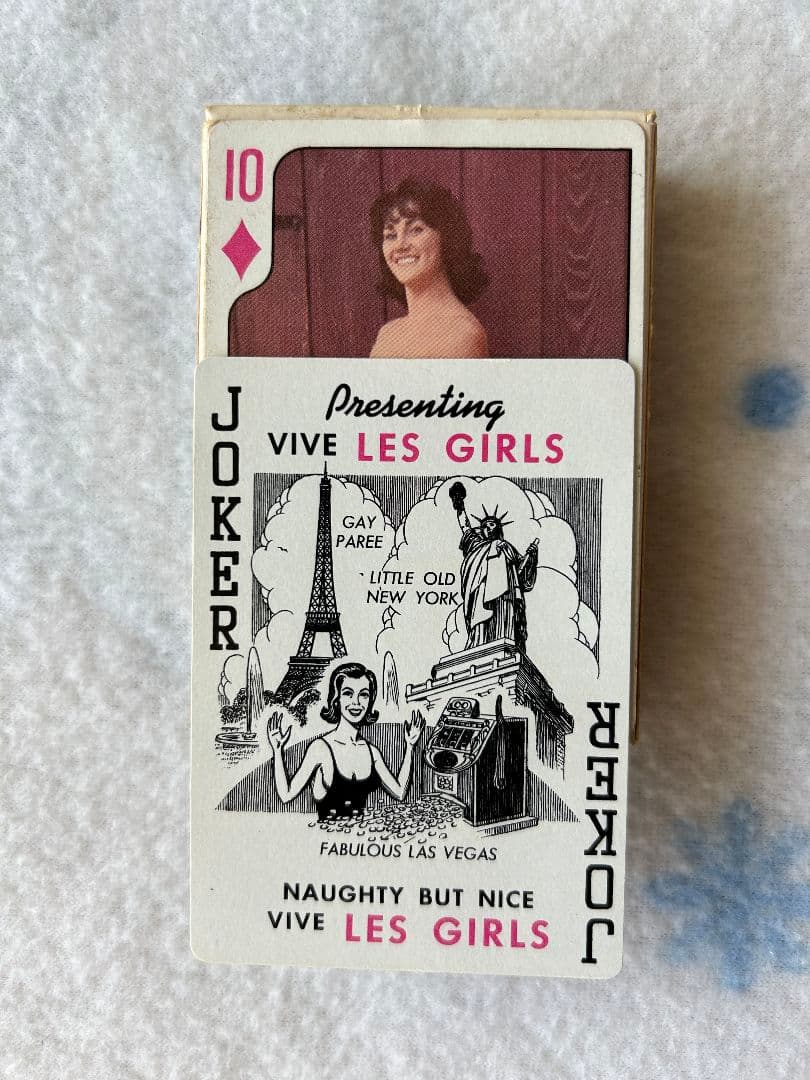 10
JOKER
Presenting
VIVE LES GIRLS
GAY
PAREE
LITTLE OLD
NEW YORK
FABULOUS LAS VEGAS
NAUGHTY BUT NICE
VIVE LES GIRLS
JOKER